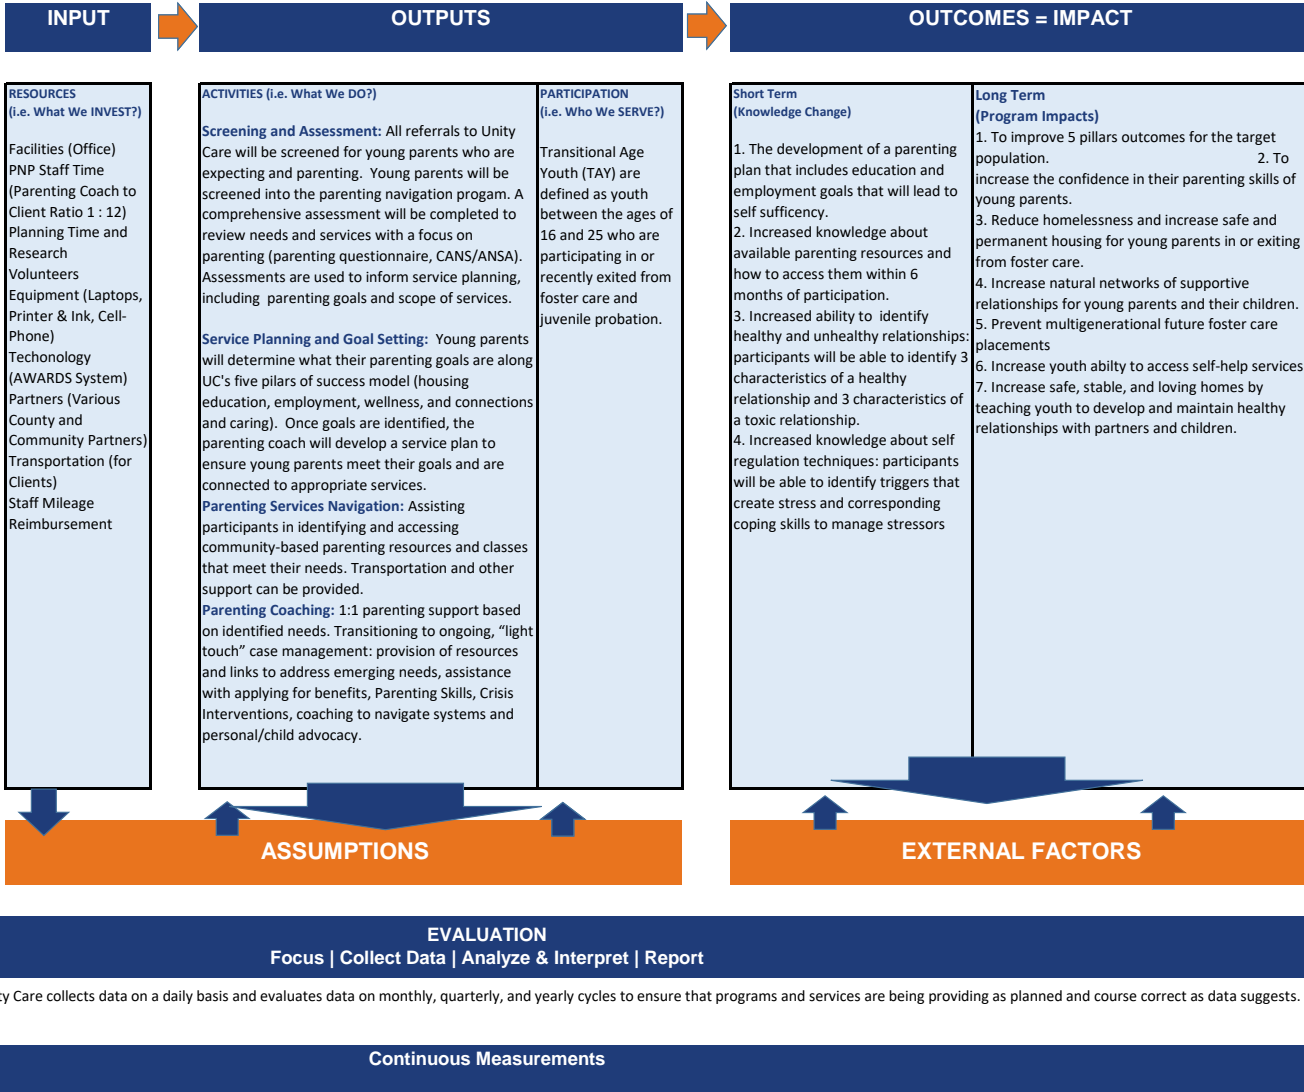 INPUT
OUTPUTS
OUTCOMES = IMPACT
RESOURCES
(i.e. What We INVEST?)
Facilities (Office)
PNP Staff Time
(Parenting Coach to
Client Ratio 1 : 12)
Planning Time and
Research
Volunteers
Equipment (Laptops,
Printer & Ink, Cell-
Phone)
Techonology
(AWARDS System)
Partners (Various
County and
Community Partners)
Transportation (for
Clients)
Staff Mileage
Reimbursement
ACTIVITIES (i.e. What We DO?)
Screening and Assessment: All referrals to Unity
Care will be screened for young parents who are
expecting and parenting. Young parents will be
screened into the parenting navigation progam. A
comprehensive assessment will be completed to
review needs and services with a focus on
parenting (parenting questionnaire, CANS/ANSA).
Assessments are used to inform service planning,
including parenting goals and scope of services.
Service Planning and Goal Setting: Young parents
will determine what their parenting goals are along
UC's five pilars of success model (housing
education, employment, wellness, and connections
and caring). Once goals are identified, the
parenting coach will develop a service plan to
ensure young parents meet their goals and are
connected to appropriate services.
Parenting Services Navigation: Assisting
participants in identifying and accessing
community-based parenting resources and classes
that meet their needs. Transportation and other
support can be provided.
Parenting Coaching: 1:1 parenting support based
on identified needs. Transitioning to ongoing, “light
touch” case management: provision of resources
and links to address emerging needs, assistance
with applying for benefits, Parenting Skills, Crisis
Interventions, coaching to navigate systems and
personal/child advocacy.
PARTICIPATION
(i.e. Who We SERVE?)
Transitional Age
Youth (TAY) are
defined as youth
between the ages of
16 and 25 who are
participating in or
recently exited from
foster care and
juvenile probation.
Short Term
(Knowledge Change)
1. The development of a parenting
plan that includes education and
employment goals that will lead to
self sufficency.
2. Increased knowledge about
available parenting resources and
how to access them within 6
months of participation.
3. Increased ability to identify
healthy and unhealthy relationships:
participants will be able to identify 3
characteristics of a healthy
relationship and 3 characteristics of
a toxic relationship.
4. Increased knowledge about self
regulation techniques: participants
will be able to identify triggers that
create stress and corresponding
coping skills to manage stressors
Long Term
(Program Impacts)
1. To improve 5 pillars outcomes for the target
population. 2. To
increase the confidence in their parenting skills of
young parents.
3. Reduce homelessness and increase safe and
permanent housing for young parents in or exiting
from foster care.
4. Increase natural networks of supportive
relationships for young parents and their children.
5. Prevent multigenerational future foster care
placements
6. Increase youth abilty to access self-help services
7. Increase safe, stable, and loving homes by
teaching youth to develop and maintain healthy
relationships with partners and children.
ASSUMPTIONS
EXTERNAL FACTORS
EVALUATION
Focus | Collect Data | Analyze & Interpret | Report
ty Care collects data on a daily basis and evaluates data on monthly, quarterly, and yearly cycles to ensure that programs and services are being providing as planned and course correct as data suggests.
Continuous Measurements